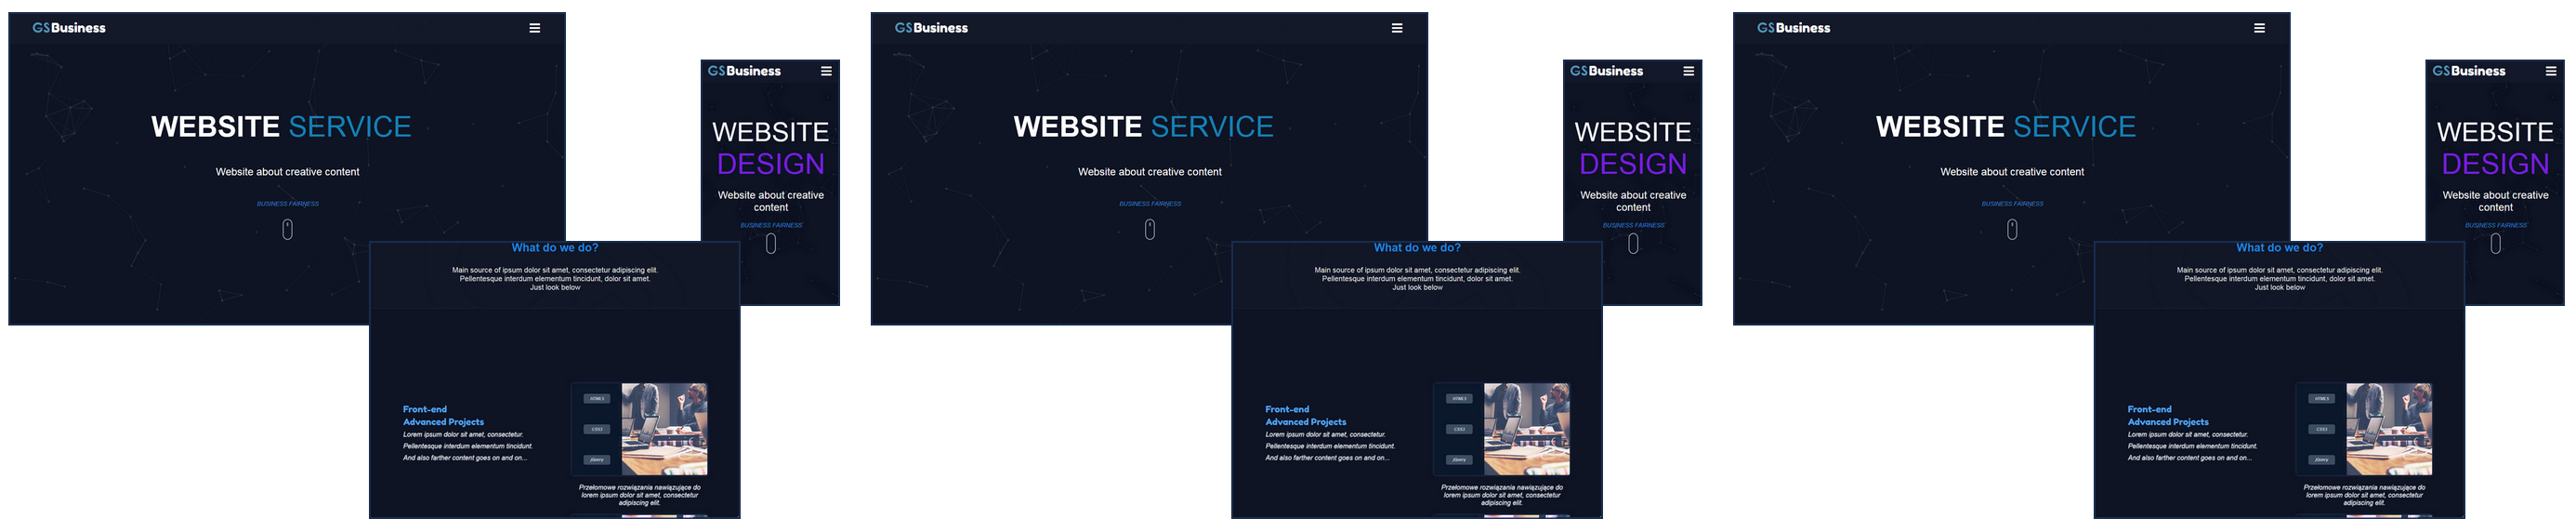 GSBusiness
WEBSITE SERVICE
Website about creative content
BUSINESS FAIRNESS
GSBusiness
WEBSITE
DESIGN
Website about creative
content
BUSINESS FAIRNESS
What do we do?
Main source of ipsum dolor sit amet, consectetur adipiscing elit.
Pellentesque interdum elementum tincidunt, dolor sit amet.
Just look below
Front-end
Advanced Projects
Lorem ipsum dolor sit amet, consectetur.
Pellentesque interdum elementum tincidunt.
And also farther content goes on and on...
HTML5
CSS3
jQuery
Przełomowe rozwiązania nawiązujące do
lorem ipsum dolor sit amet, consectetur
adipiscing elit.
GSBusiness
WEBSITE SERVICE
Website about creative content
BUSINESS FAIRNESS
GSBusiness
WEBSITE
DESIGN
Website about creative
content
BUSINESS FAIRNESS
What do we do?
Main source of ipsum dolor sit amet, consectetur adipiscing elit.
Pellentesque interdum elementum tincidunt, dolor sit amet.
Just look below
Front-end
Advanced Projects
Lorem ipsum dolor sit amet, consectetur.
Pellentesque interdum elementum tincidunt.
And also farther content goes on and on...
HTML5
CSS3
jQuery
Przełomowe rozwiązania nawiązujące do
lorem ipsum dolor sit amet, consectetur
adipiscing elit.
GSBusiness
WEBSITE SERVICE
Website about creative content
BUSINESS FAIRNESS
GSBusiness
WEBSITE
DESIGN
Website about creative
content
BUSINESS FAIRNESS
What do we do?
Main source of ipsum dolor sit amet, consectetur adipiscing elit.
Pellentesque interdum elementum tincidunt, dolor sit amet.
Just look below
Front-end
Advanced Projects
Lorem ipsum dolor sit amet, consectetur.
Pellentesque interdum elementum tincidunt.
And also farther content goes on and on...
HTML5
CSS3
jQuery
Przełomowe rozwiązania nawiązujące do
lorem ipsum dolor sit amet, consectetur
adipiscing elit.